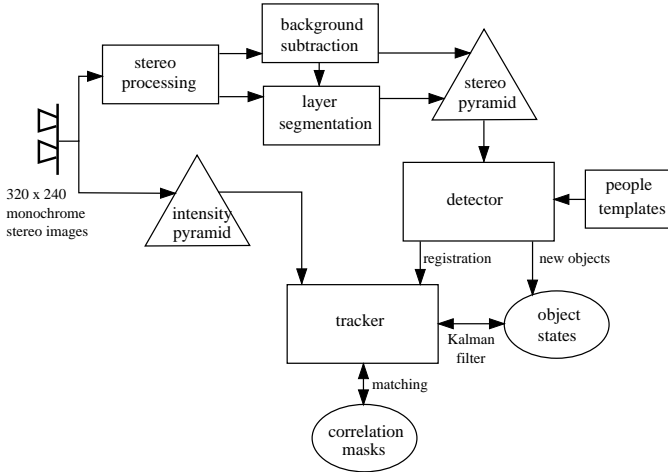 background
subtraction
stereo
processing
layer
segmentation
stereo
pyramid
320 x 240
monochrome
stereo images
intensity
pyramid
detector
people
templates
registration
new objects
tracker
object
states
Kalman
filter
matching
correlation
masks